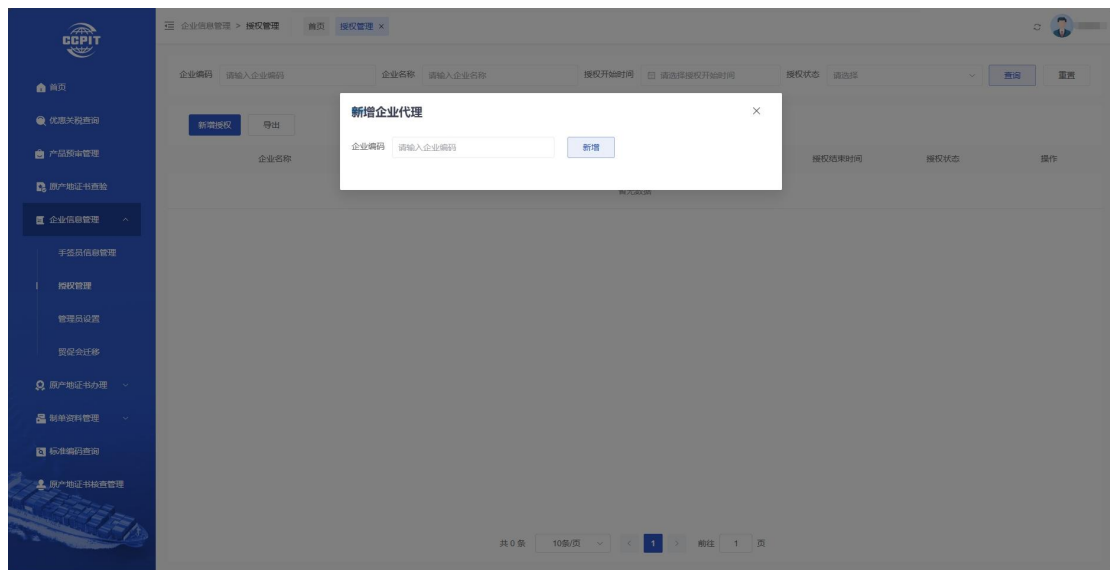 CCPIT
企业信息管理 > 授权管理
首页
授权管理 ×
首页
优惠关税查询
产品预审管理
原产地证书查验
企业信息管理
手签员信息管理
授权管理
管理员设置
贸促会迁移
原产地证书办理
制单资料管理
标准编码查询
原产地证书核查管理
企业编码 请输入企业编码
企业名称 请输入企业名称
授权开始时间 请选择授权开始时间
授权状态 请选择
查询
重置
新增授权
导出
新增企业代理 ×
企业编码 请输入企业编码 新增
企业名称
授权结束时间
授权状态
操作
暂无数据
共 0 条 10条/页 < 1 > 前往 1 页